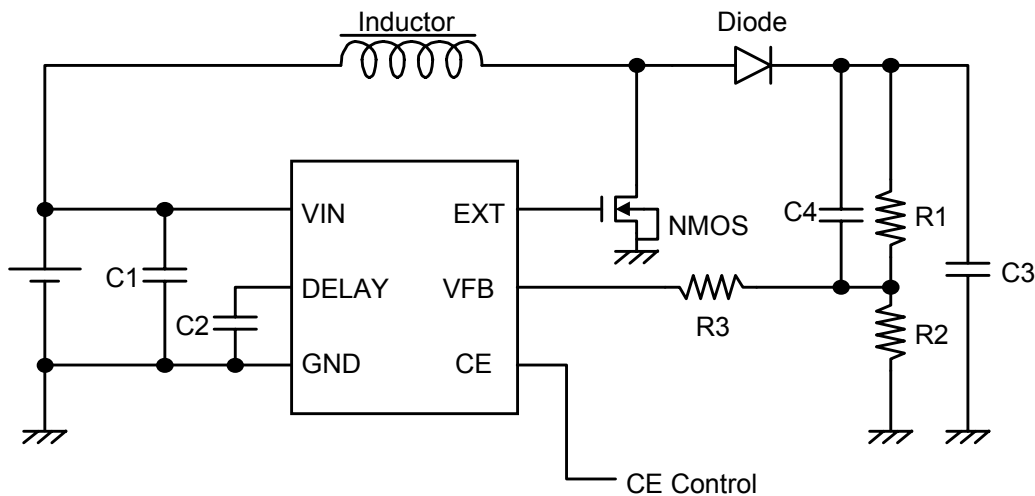 Inductor
Diode
VIN
EXT
C4
R1
NMOS
C1
DELAY
VFB
C3
C2
R3
R2
GND
CE
CE Control